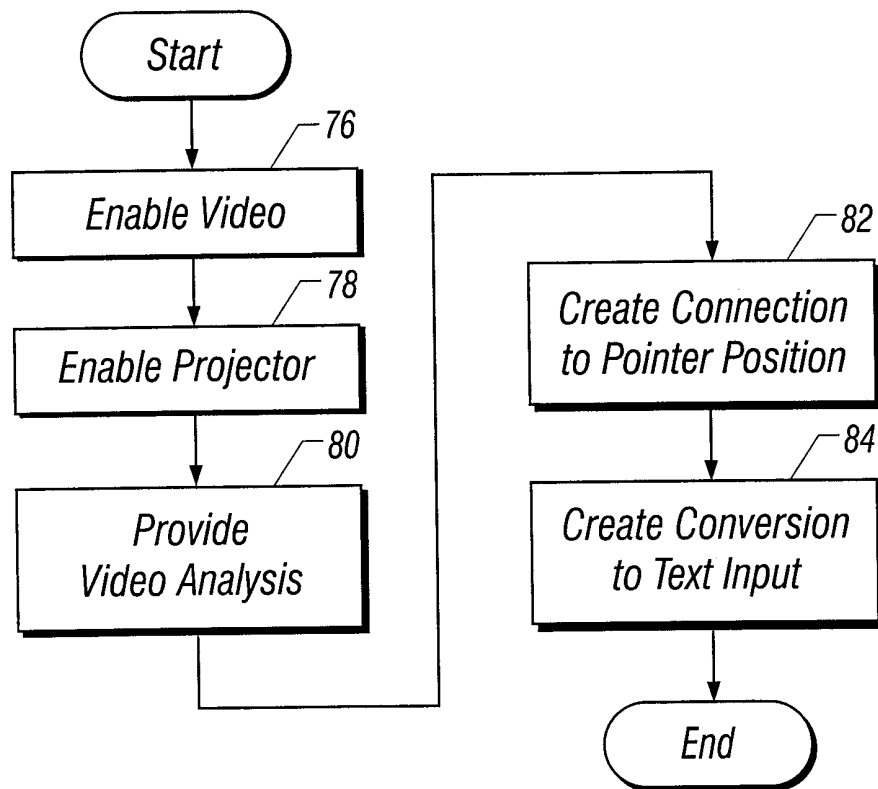 Start
76
Enable Video
78
Enable Projector
80
Provide
Video Analysis
82
Create Connection
to Pointer Position
84
Create Conversion
to Text Input
End